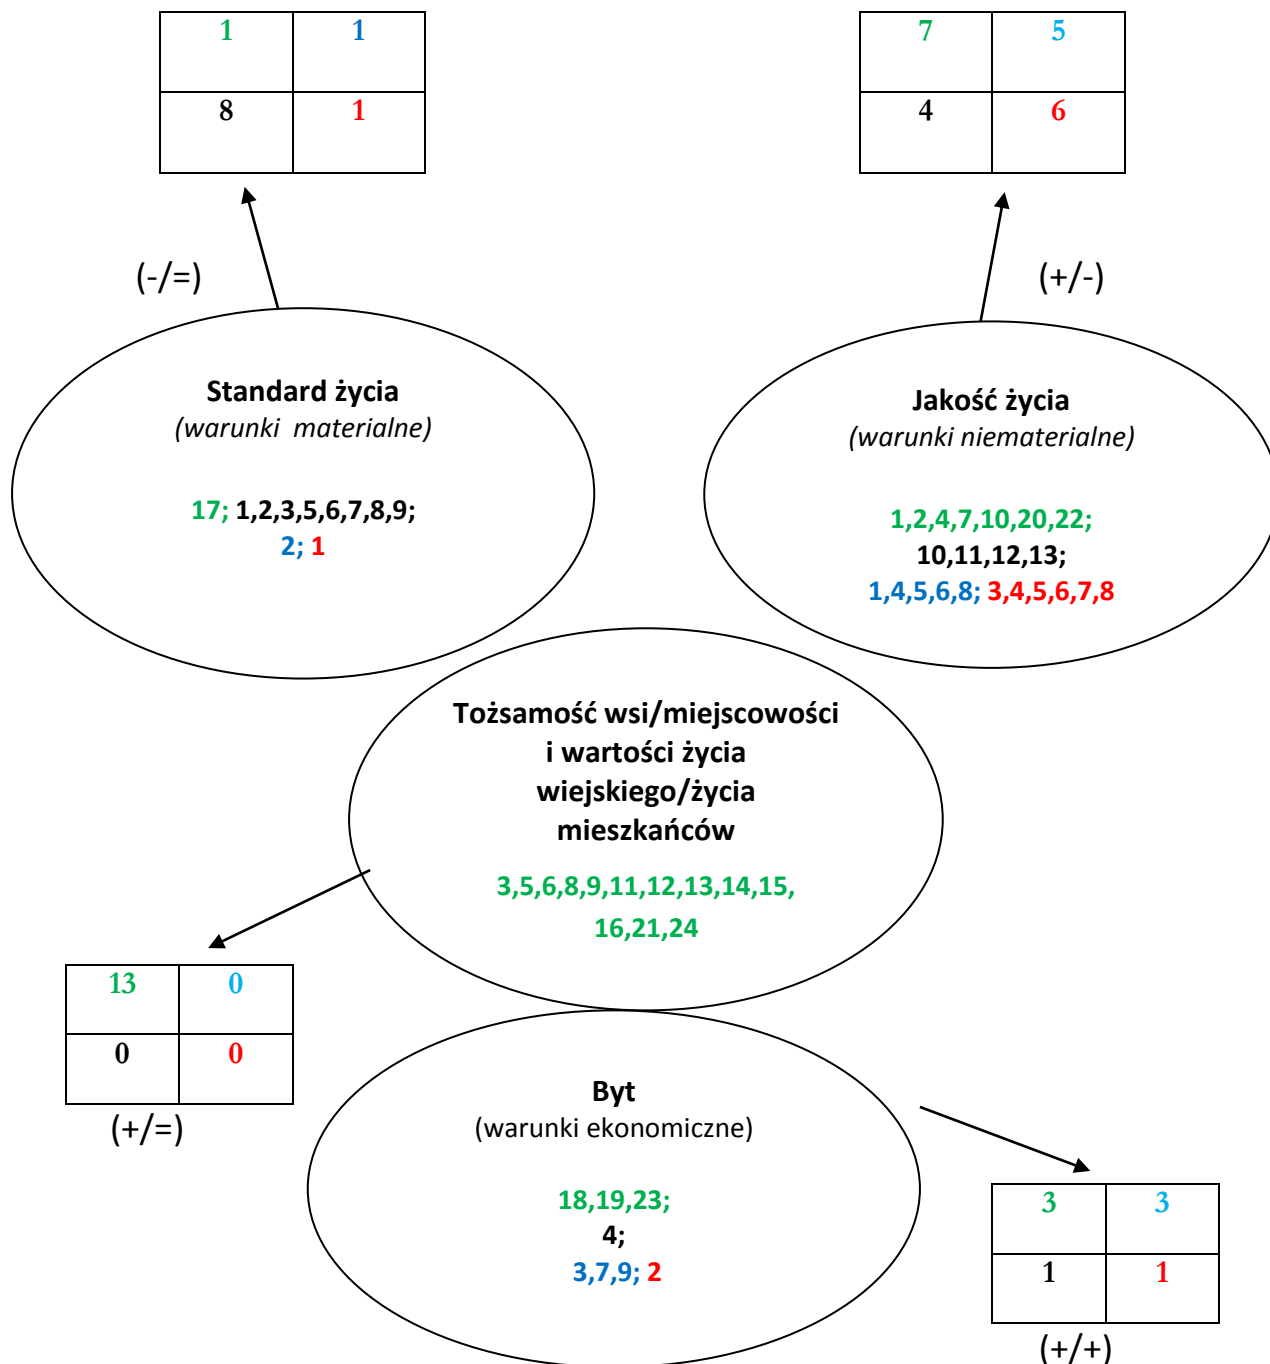 1 1
8 1
7 5
4 6
(-/=)
(+/-)
Standard życia
(warunki materialne)
17; 1,2,3,5,6,7,8,9;
2; 1
Jakość życia
(warunki niematerialne)
1,2,4,7,10,20,22;
10,11,12,13;
1,4,5,6,8; 3,4,5,6,7,8
Tożsamość wsi/miejscowości
i wartości życia
wiejskiego/życia
mieszkańców
3,5,6,8,9,11,12,13,14,15,
16,21,24
13 0
0 0
(+/=)
Byt
(warunki ekonomiczne)
18,19,23;
4;
3,7,9; 2
3 3
1 1
(+/+)